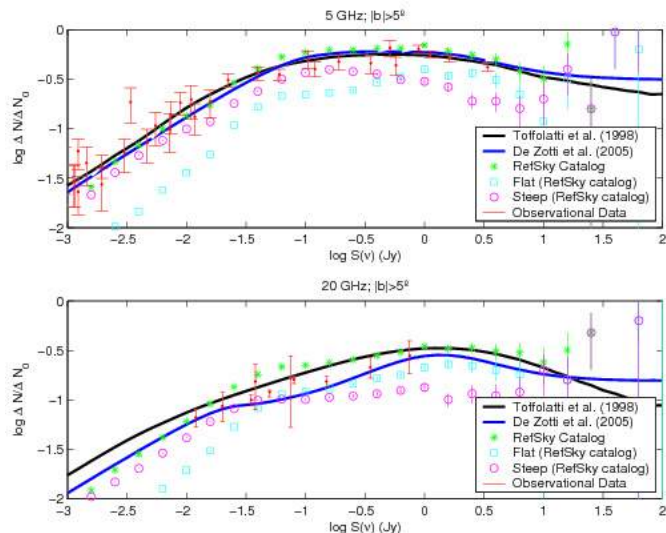 5 GHz; |b|>5º
0
−0.5
−1
−1.5
−2
log Δ N/Δ N₀
−3 −2.5 −2 −1.5 −1 −0.5 0 0.5 1 1.5 2
log S(ν) (Jy)
Toffolatti et al. (1998)
De Zotti et al. (2005)
RefSky Catalog
Flat (RefSky catalog)
Steep (RefSky catalog)
Observational Data
20 GHz; |b|>5º
0
−0.5
−1
−1.5
−2
log Δ N/Δ N₀
−3 −2.5 −2 −1.5 −1 −0.5 0 0.5 1 1.5 2
log S(ν) (Jy)
Toffolatti et al. (1998)
De Zotti et al. (2005)
RefSky Catalog
Flat (RefSky catalog)
Steep (RefSky catalog)
Observational Data